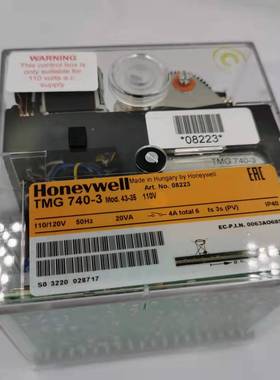 WARNING
This control box is
only suitable for
110 volts a.c.
supply
*08223*
TMG 740-3
Honeywell
Made in Hungary by Honeywell
Art. No. 08223
EAC
TMG 740-3 Mod. 43-35 110V
110/120V 50Hz 20VA 4A total 6 ts 3s (PV) IP40
EC-P.I.N. 0063AO685
S0 3220 028717